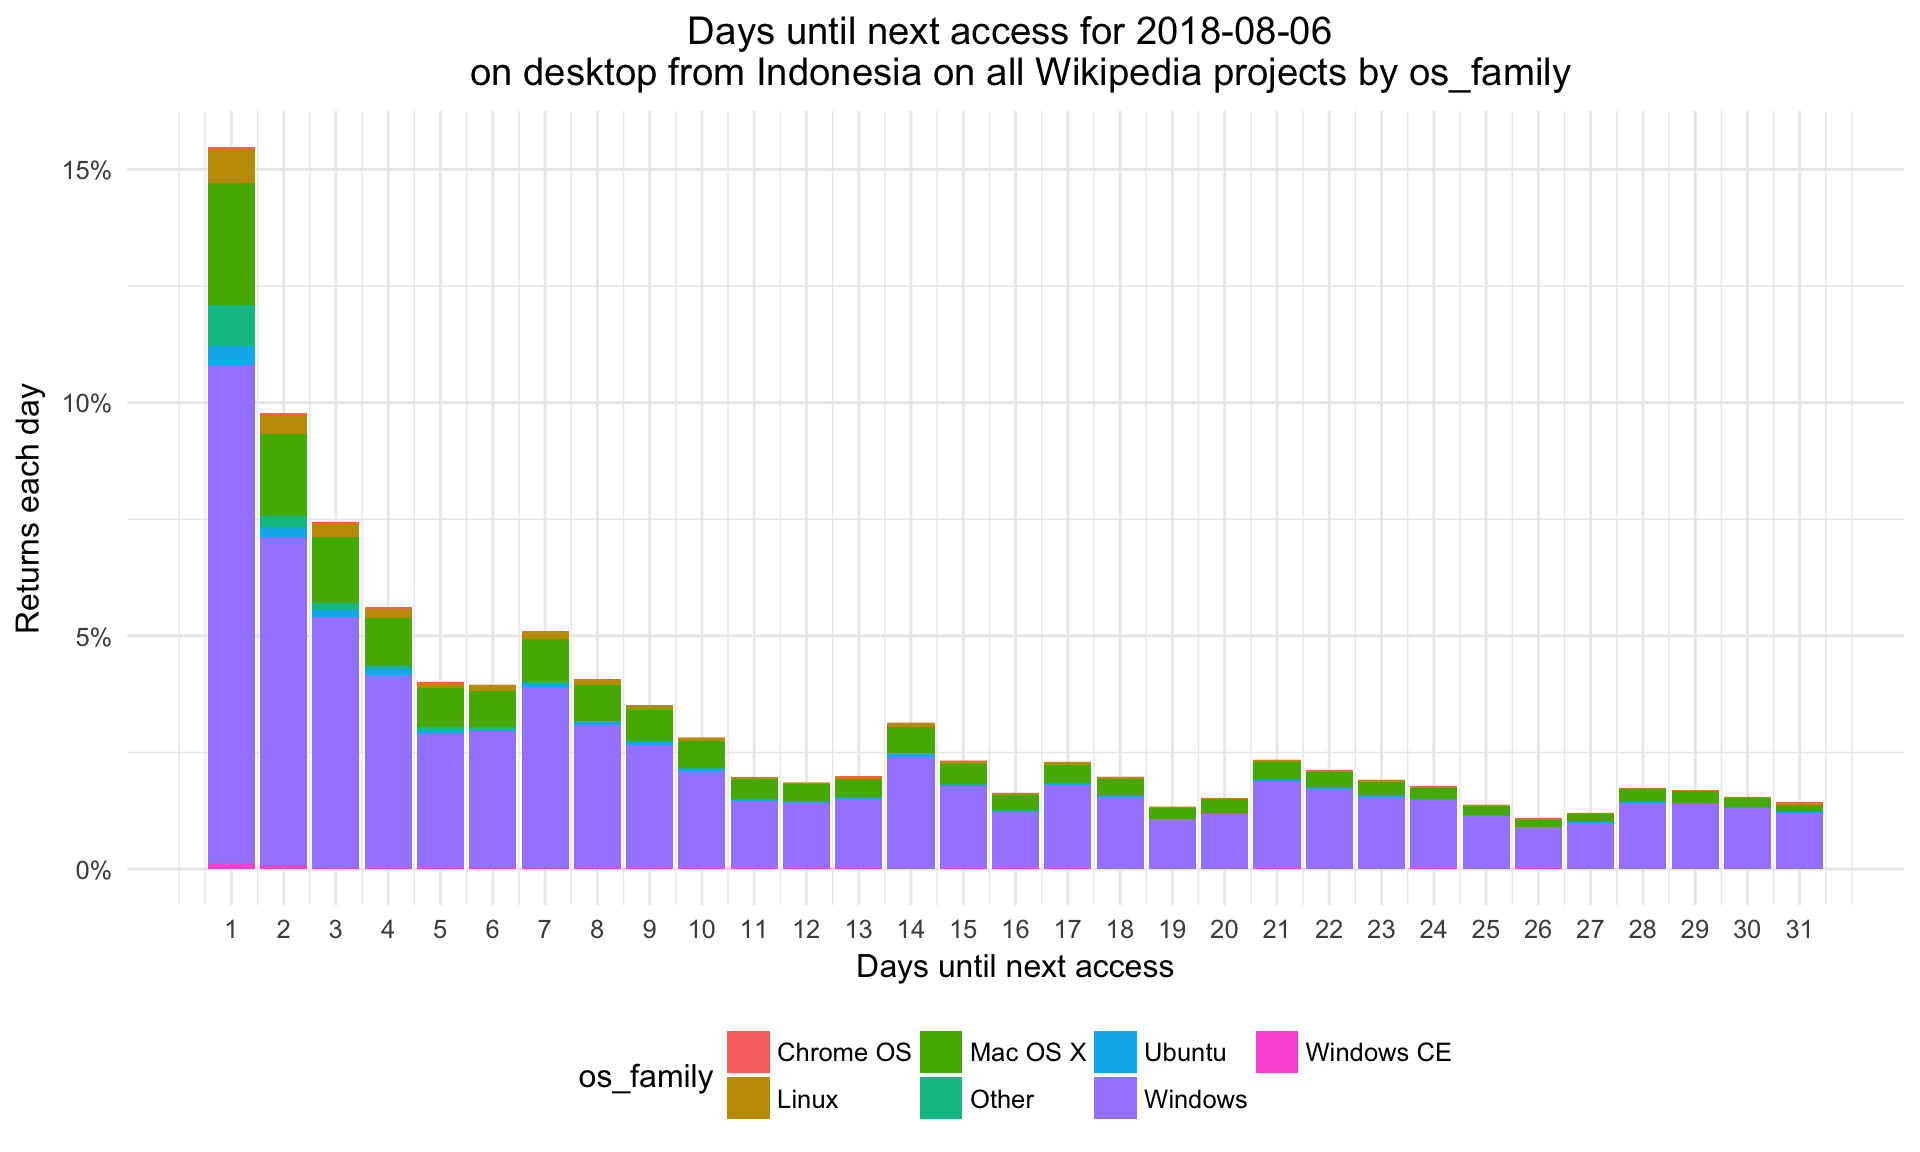 Days until next access for 2018-08-06
on desktop from Indonesia on all Wikipedia projects by os_family
Returns each day
15%
10%
5%
0%
1 2 3 4 5 6 7 8 9 10 11 12 13 14 15 16 17 18 19 20 21 22 23 24 25 26 27 28 29 30 31
Days until next access
os_family
Chrome OS Mac OS X Ubuntu Windows CE
Linux Other Windows